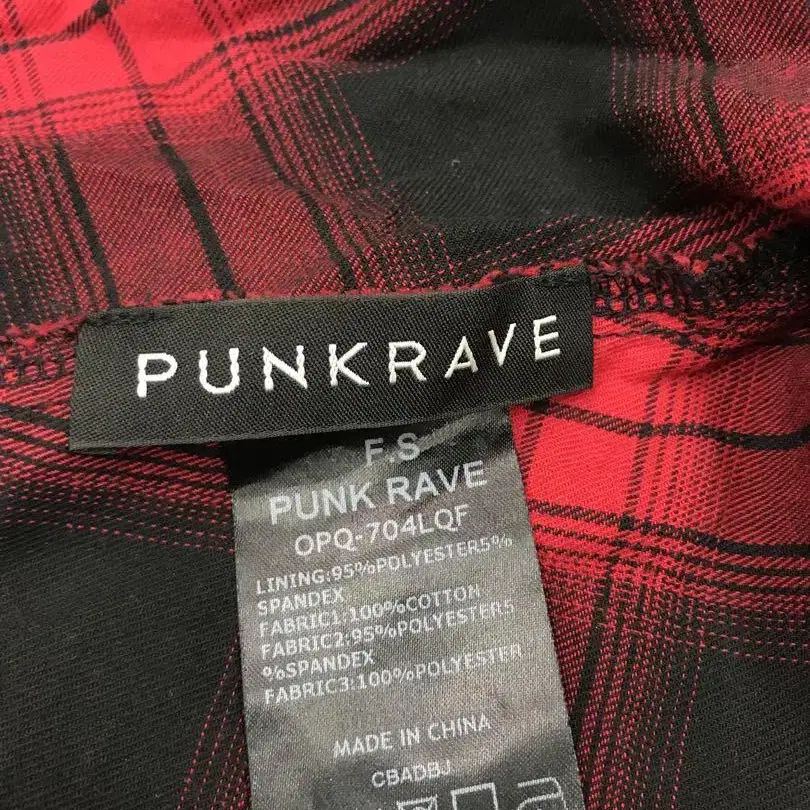 PUNKRAVE
F.S
PUNK RAVE
OPQ-704LQF
LINING:95%POLYESTER5%
SPANDEX
FABRIC1:100%COTTON
FABRIC2:95%POLYESTER5
%SPANDEX
FABRIC3:100%POLYESTER
MADE IN CHINA
CBADBJ